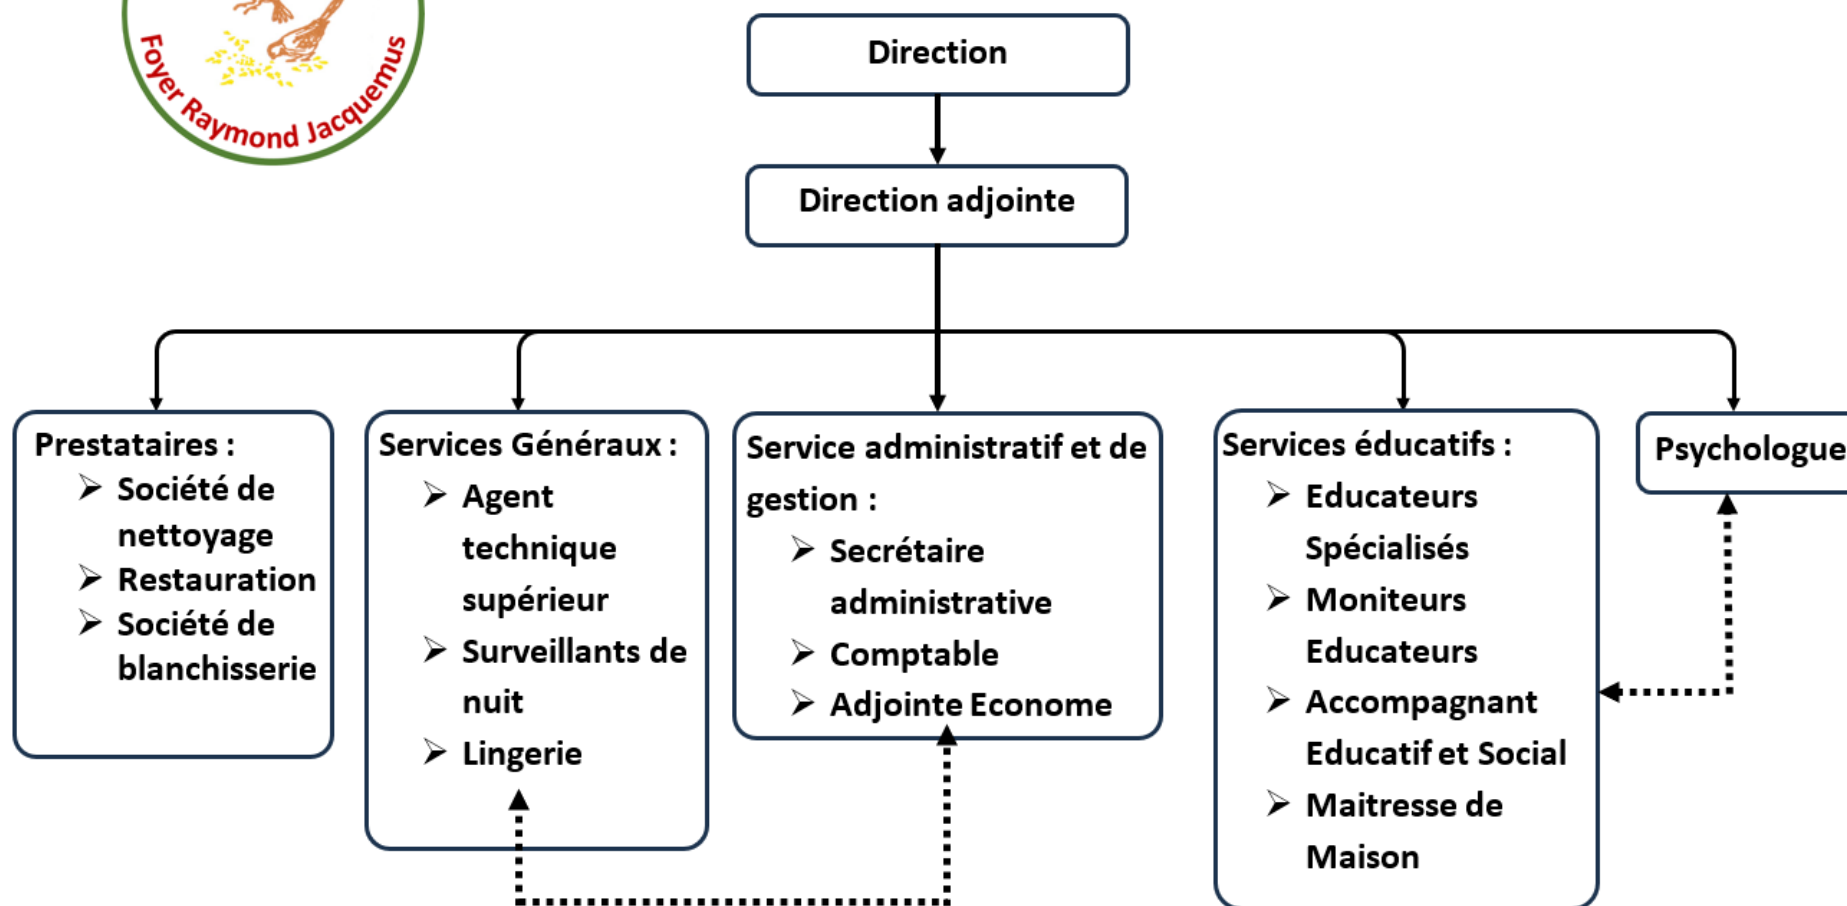 Foyer Raymond Jacquemus
Direction
Direction adjointe
Prestataires :
➢ Société de
nettoyage
➢ Restauration
➢ Société de
blanchisserie
Services Généraux :
➢ Agent
technique
supérieur
➢ Surveillants de
nuit
➢ Lingerie
Service administratif et de
gestion :
➢ Secrétaire
administrative
➢ Comptable
➢ Adjointe Econome
Services éducatifs :
➢ Educateurs
Spécialisés
➢ Moniteurs
Educateurs
➢ Accompagnant
Educatif et Social
➢ Maitresse de
Maison
Psychologue